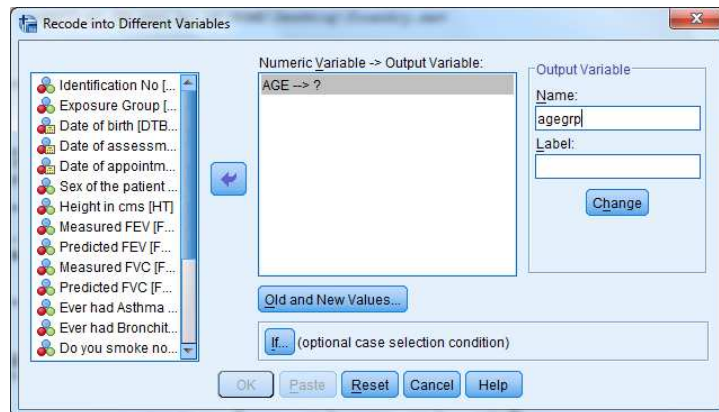 Recode into Different Variables
Identification No [...
Exposure Group [...
Date of birth [DTB...
Date of assessm...
Date of appointm...
Sex of the patient ...
Height in cms [HT]
Measured FEV [F...
Predicted FEV [F...
Measured FVC [F...
Predicted FVC [F...
Ever had Asthma ...
Ever had Bronchit...
Do you smoke no...
Numeric Variable -> Output Variable:
AGE --> ?
Old and New Values...
If... (optional case selection condition)
Output Variable
Name:
agegrp
Label:
Change
OK Paste Reset Cancel Help